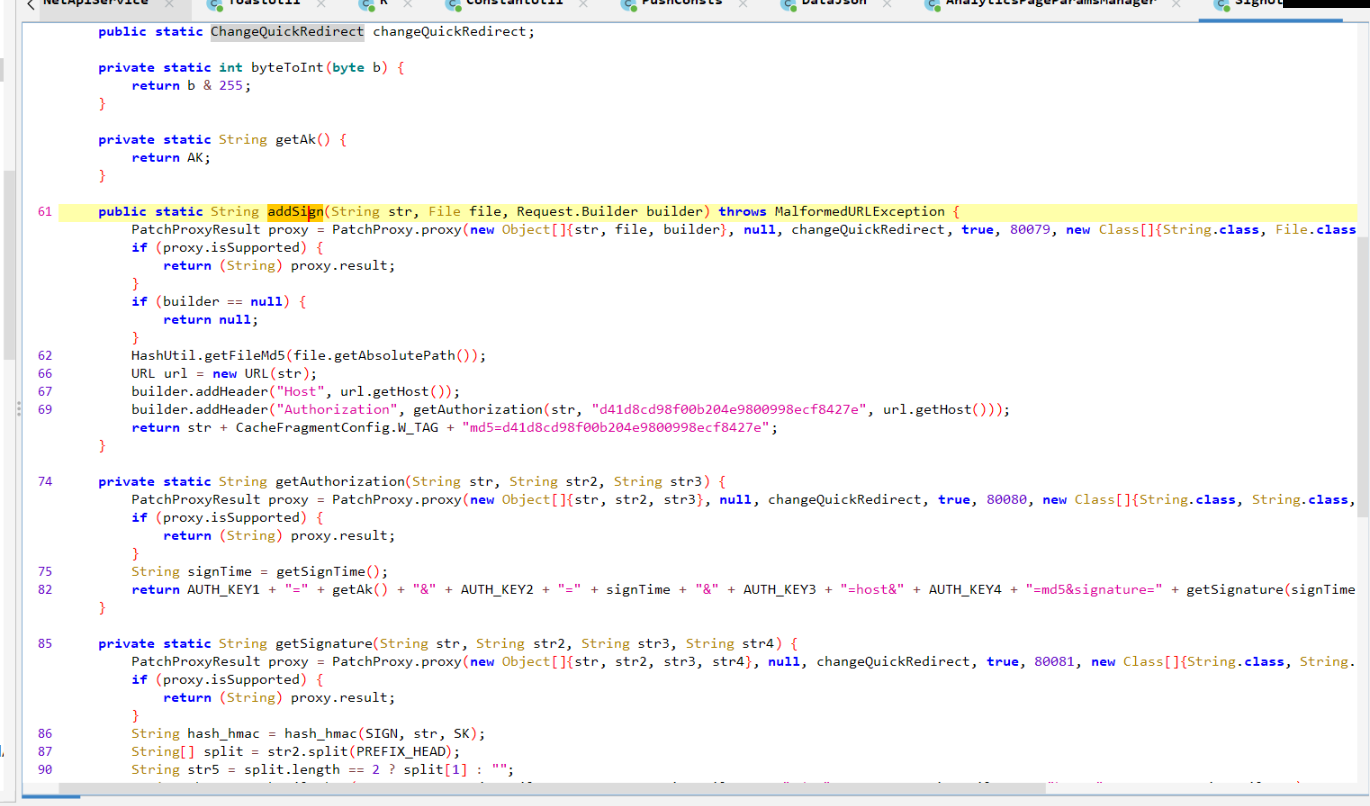 NetApiService × ToastUtil × R × ConstantUtil × PushConsts × DataJson × AnalyticsPageParamsManager × SignUt
public static ChangeQuickRedirect changeQuickRedirect;
private static int byteToInt(byte b) {
return b & 255;
}
private static String getAk() {
return AK;
}
61 public static String addSign(String str, File file, Request.Builder builder) throws MalformedURLException {
PatchProxyResult proxy = PatchProxy.proxy(new Object[]{str, file, builder}, null, changeQuickRedirect, true, 80079, new Class[]{String.class, File.class
if (proxy.isSupported) {
return (String) proxy.result;
}
if (builder == null) {
return null;
}
62 HashUtil.getFileMd5(file.getAbsolutePath());
66 URL url = new URL(str);
67 builder.addHeader("Host", url.getHost());
69 builder.addHeader("Authorization", getAuthorization(str, "d41d8cd98f00b204e9800998ecf8427e", url.getHost()));
return str + CacheFragmentConfig.W_TAG + "md5=d41d8cd98f00b204e9800998ecf8427e";
}
74 private static String getAuthorization(String str, String str2, String str3) {
PatchProxyResult proxy = PatchProxy.proxy(new Object[]{str, str2, str3}, null, changeQuickRedirect, true, 80080, new Class[]{String.class, String.class,
if (proxy.isSupported) {
return (String) proxy.result;
}
75 String signTime = getSignTime();
82 return AUTH_KEY1 + "=" + getAk() + "&" + AUTH_KEY2 + "=" + signTime + "&" + AUTH_KEY3 + "=host&" + AUTH_KEY4 + "=md5&signature=" + getSignature(signTime
}
85 private static String getSignature(String str, String str2, String str3, String str4) {
PatchProxyResult proxy = PatchProxy.proxy(new Object[]{str, str2, str3, str4}, null, changeQuickRedirect, true, 80081, new Class[]{String.class, String.
if (proxy.isSupported) {
return (String) proxy.result;
}
86 String hash_hmac = hash_hmac(SIGN, str, SK);
87 String[] split = str2.split(PREFIX_HEAD);
90 String str5 = split.length == 2 ? split[1] : "";